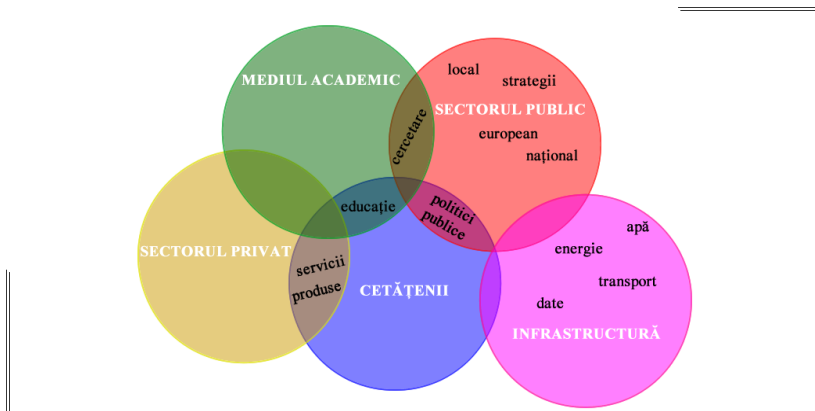 MEDIUL ACADEMIC
local
strategii
SECTORUL PUBLIC
european
național
cercetare
educație
politici
publice
SECTORUL PRIVAT
servicii
produse
CETĂȚENII
apă
energie
transport
date
INFRASTRUCTURĂ